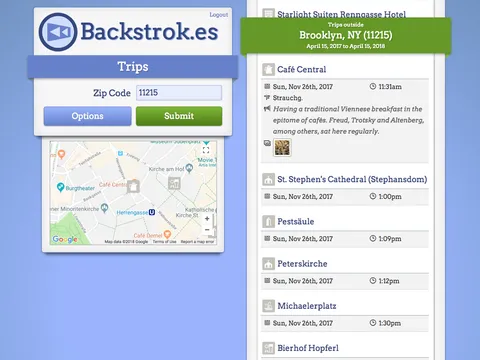 Logout
Backstrok.es
Trips
Zip Code
11215
Options
Submit
Movie T
Kirche am Hof
Burgtheater
Café Central
Minoritenkirche
Herrengasse
Katholische
Kirche St.
Café Demel
Google
Map data ©2018 Google
Terms of Use
Report a map error
+
−
Starlight Suiten Renngasse Hotel
Trips outside
Brooklyn, NY (11215)
April 15, 2017 to April 15, 2018
Café Central
Sun, Nov 26th, 2017
11:31am
Strauchg.
Having a traditional Viennese breakfast in the
epitome of cafés. Freud, Trotsky and Altenberg,
among others, sat here regularly.
St. Stephen's Cathedral (Stephansdom)
Sun, Nov 26th, 2017
1:00pm
Pestsäule
Sun, Nov 26th, 2017
1:09pm
Peterskirche
Sun, Nov 26th, 2017
1:12pm
Michaelerplatz
Sun, Nov 26th, 2017
1:30pm
Bierhof Hopferl